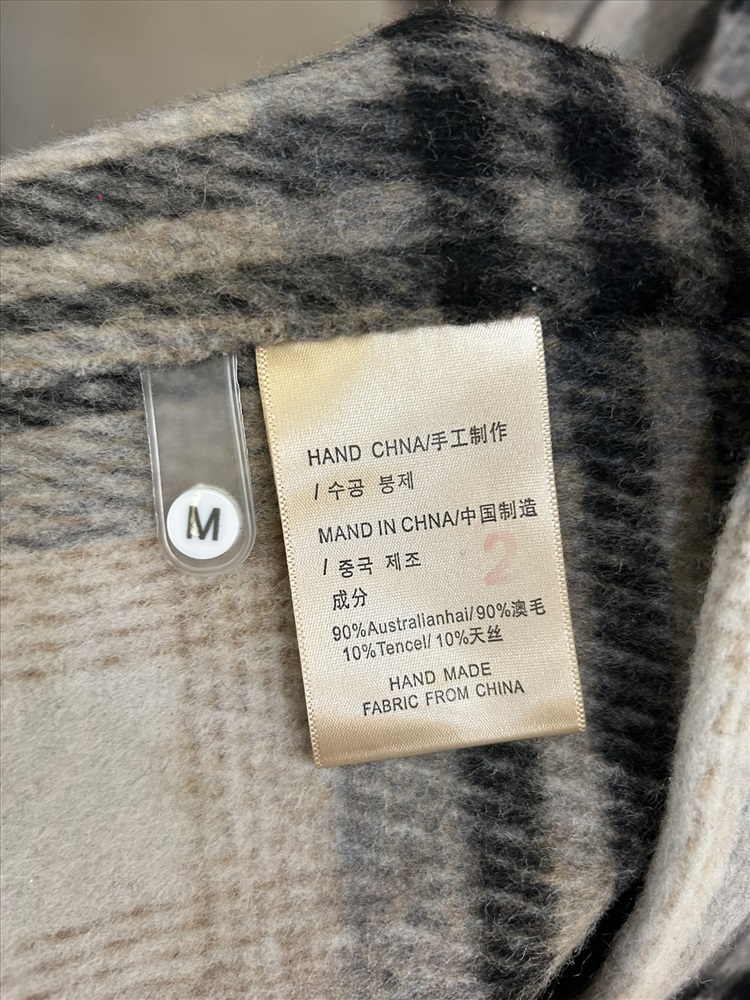 HAND CHNA/手工制作
/ 수공 봉제
MAND IN CHNA/中国制造
/ 중국 제조
2
成分
90%Australianhai/90%澳毛
10%Tencel/10%天丝
HAND MADE
FABRIC FROM CHINA
M